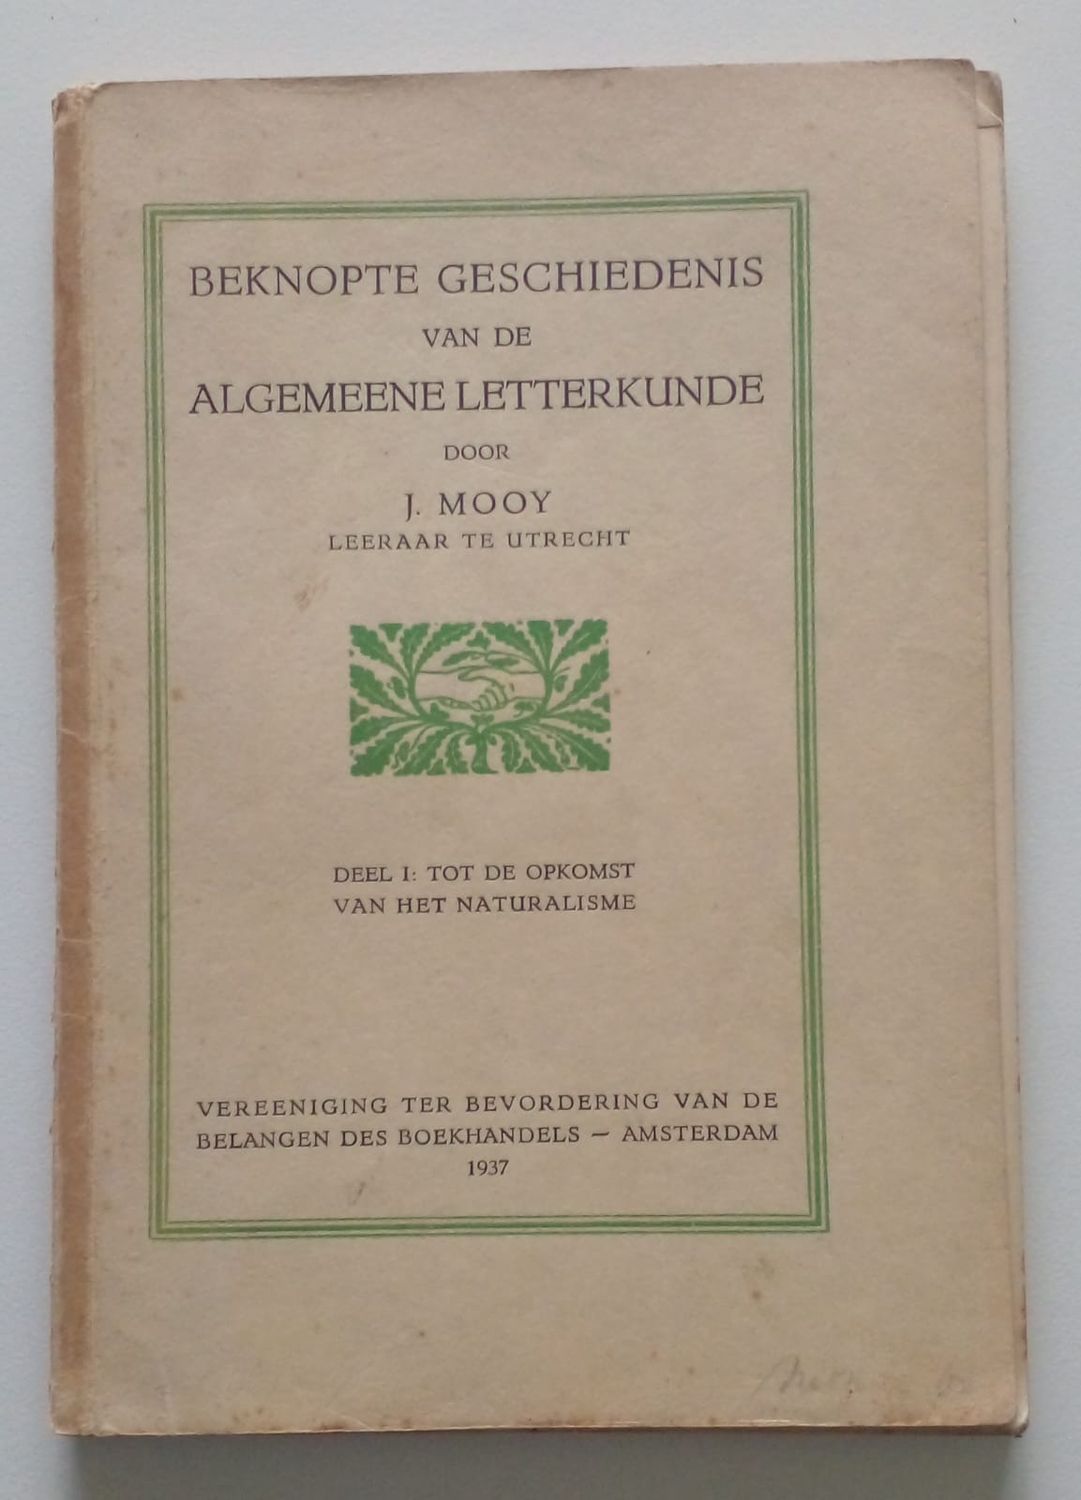 BEKNOPTE GESCHIEDENIS
VAN DE
ALGEMEENE LETTERKUNDE
DOOR
J. MOOY
LEERAAR TE UTRECHT
DEEL I: TOT DE OPKOMST
VAN HET NATURALISME
VEREENIGING TER BEVORDERING VAN DE
BELANGEN DES BOEKHANDELS — AMSTERDAM
1937